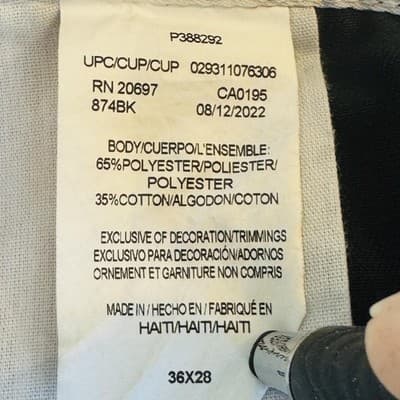 P388292
UPC/CUP/CUP 029311076306
RN 20697 CA0195
874BK 08/12/2022
BODY/CUERPO/L'ENSEMBLE:
65%POLYESTER/POLIESTER/
POLYESTER
35%COTTON/ALGODON/COTON
EXCLUSIVE OF DECORATION/TRIMMINGS
EXCLUSIVO PARA DECORACIÓN/ADORNOS
ORNEMENT ET GARNITURE NON COMPRIS
MADE IN / HECHO EN / FABRIQUÉ EN
HAITI/HAITI/HAITI
36X28